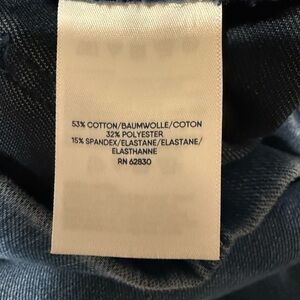 53% COTTON/BAUMWOLLE/COTON
32% POLYESTER
15% SPANDEX/ELASTANE/ELASTANE/
ELASTHANNE
RN 62830